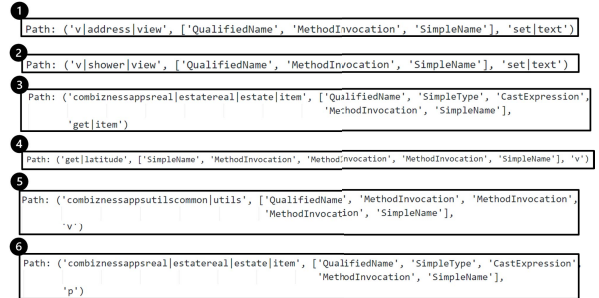 1
Path: ('v|address|view', ['QualifiedName', 'MethodInvocation', 'SimpleName'], 'set|text')
2
Path: ('v|shower|view', ['QualifiedName', 'MethodInvocation', 'SimpleName'], 'set|text')
3
Path: ('combiznessappsreal|estatereal|estate|item', ['QualifiedName', 'SimpleType', 'CastExpression',
'MethodInvocation', 'SimpleName'],
'get|item')
4
Path: ('get|latitude', ['SimpleName', 'MethodInvocation', 'MethodInvocation', 'MethodInvocation', 'SimpleName'], 'v')
5
Path: ('combiznessappsutilscommon|utils', ['QualifiedName', 'MethodInvocation', 'MethodInvocation',
'MethodInvocation', 'SimpleName'],
'v')
6
Path: ('combiznessappsreal|estatereal|estate|item', ['QualifiedName', 'SimpleType', 'CastExpression',
'MethodInvocation', 'SimpleName'],
'p')